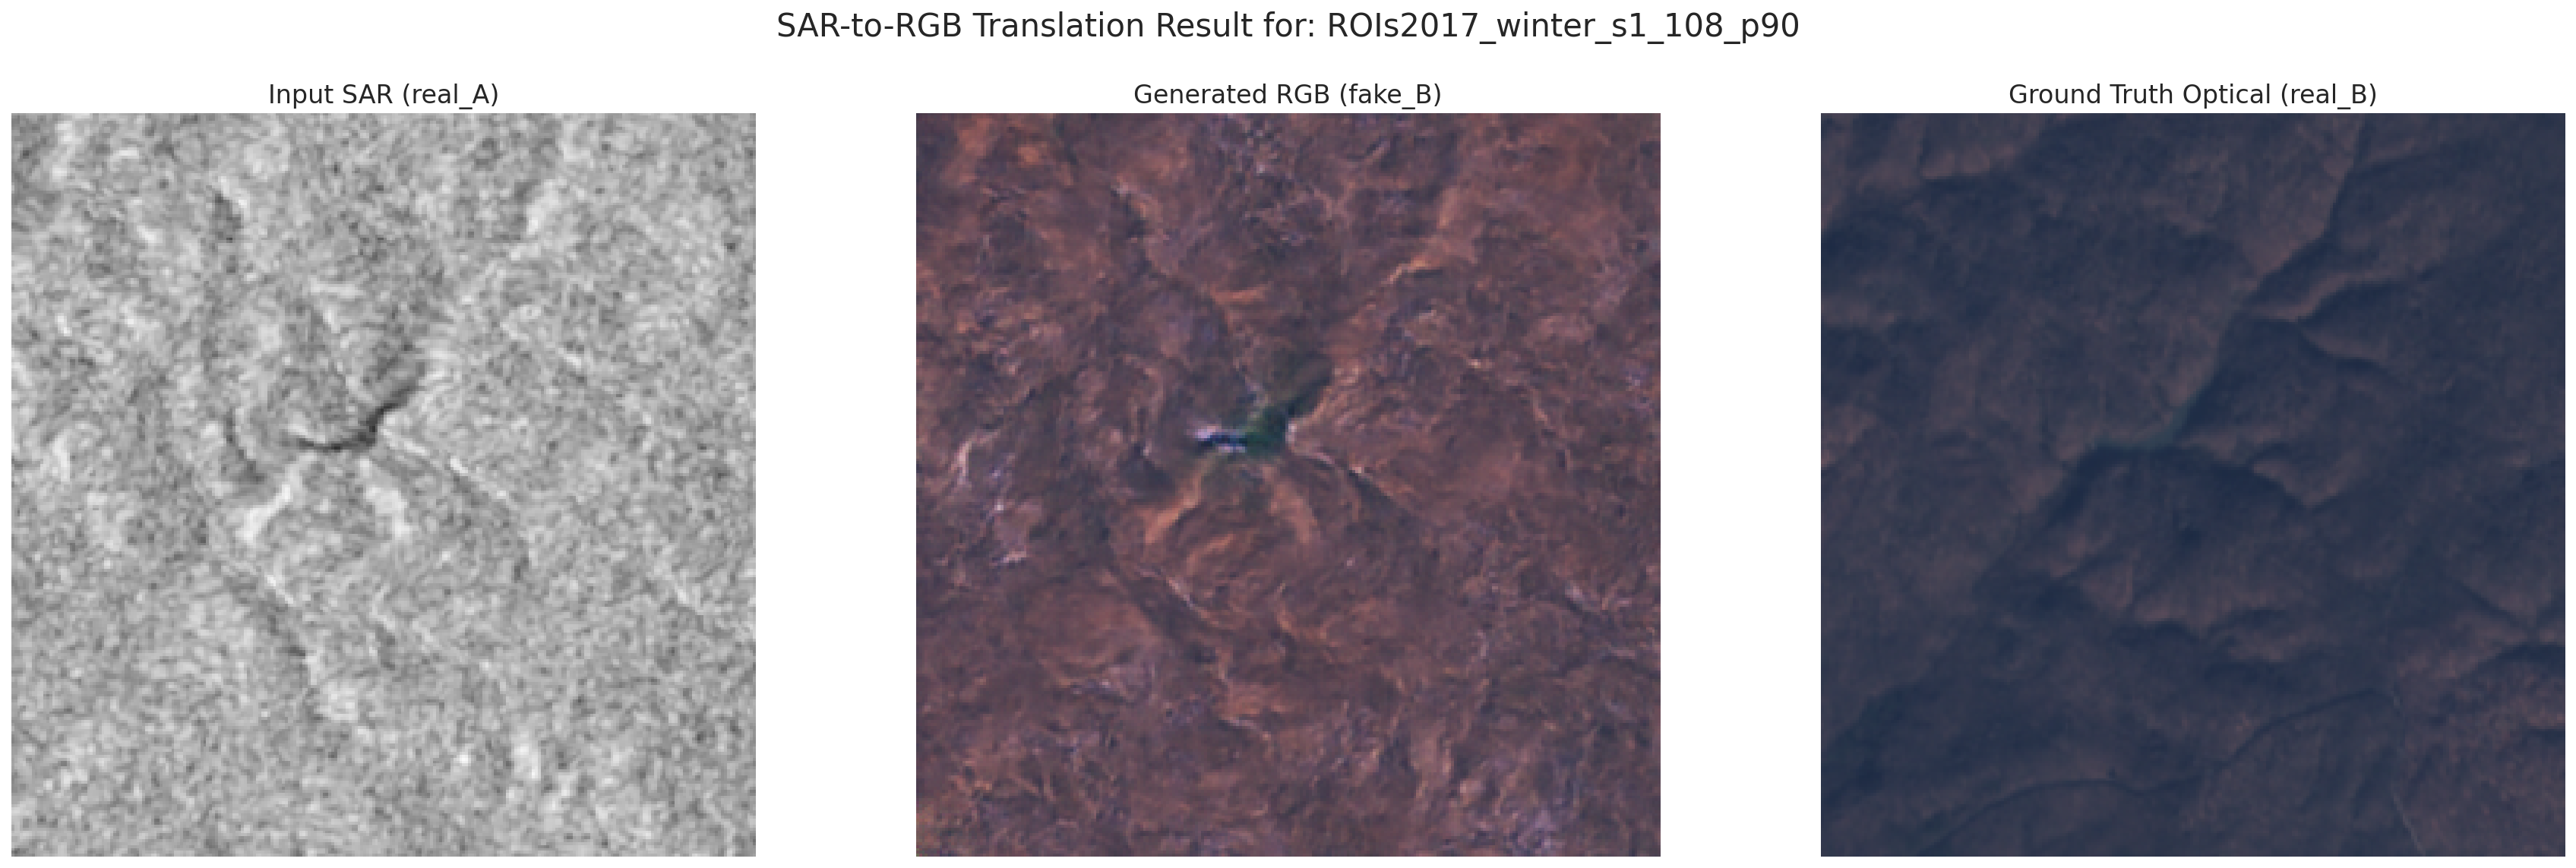 SAR-to-RGB Translation Result for: ROIs2017_winter_s1_108_p90
Input SAR (real_A)
Generated RGB (fake_B)
Ground Truth Optical (real_B)